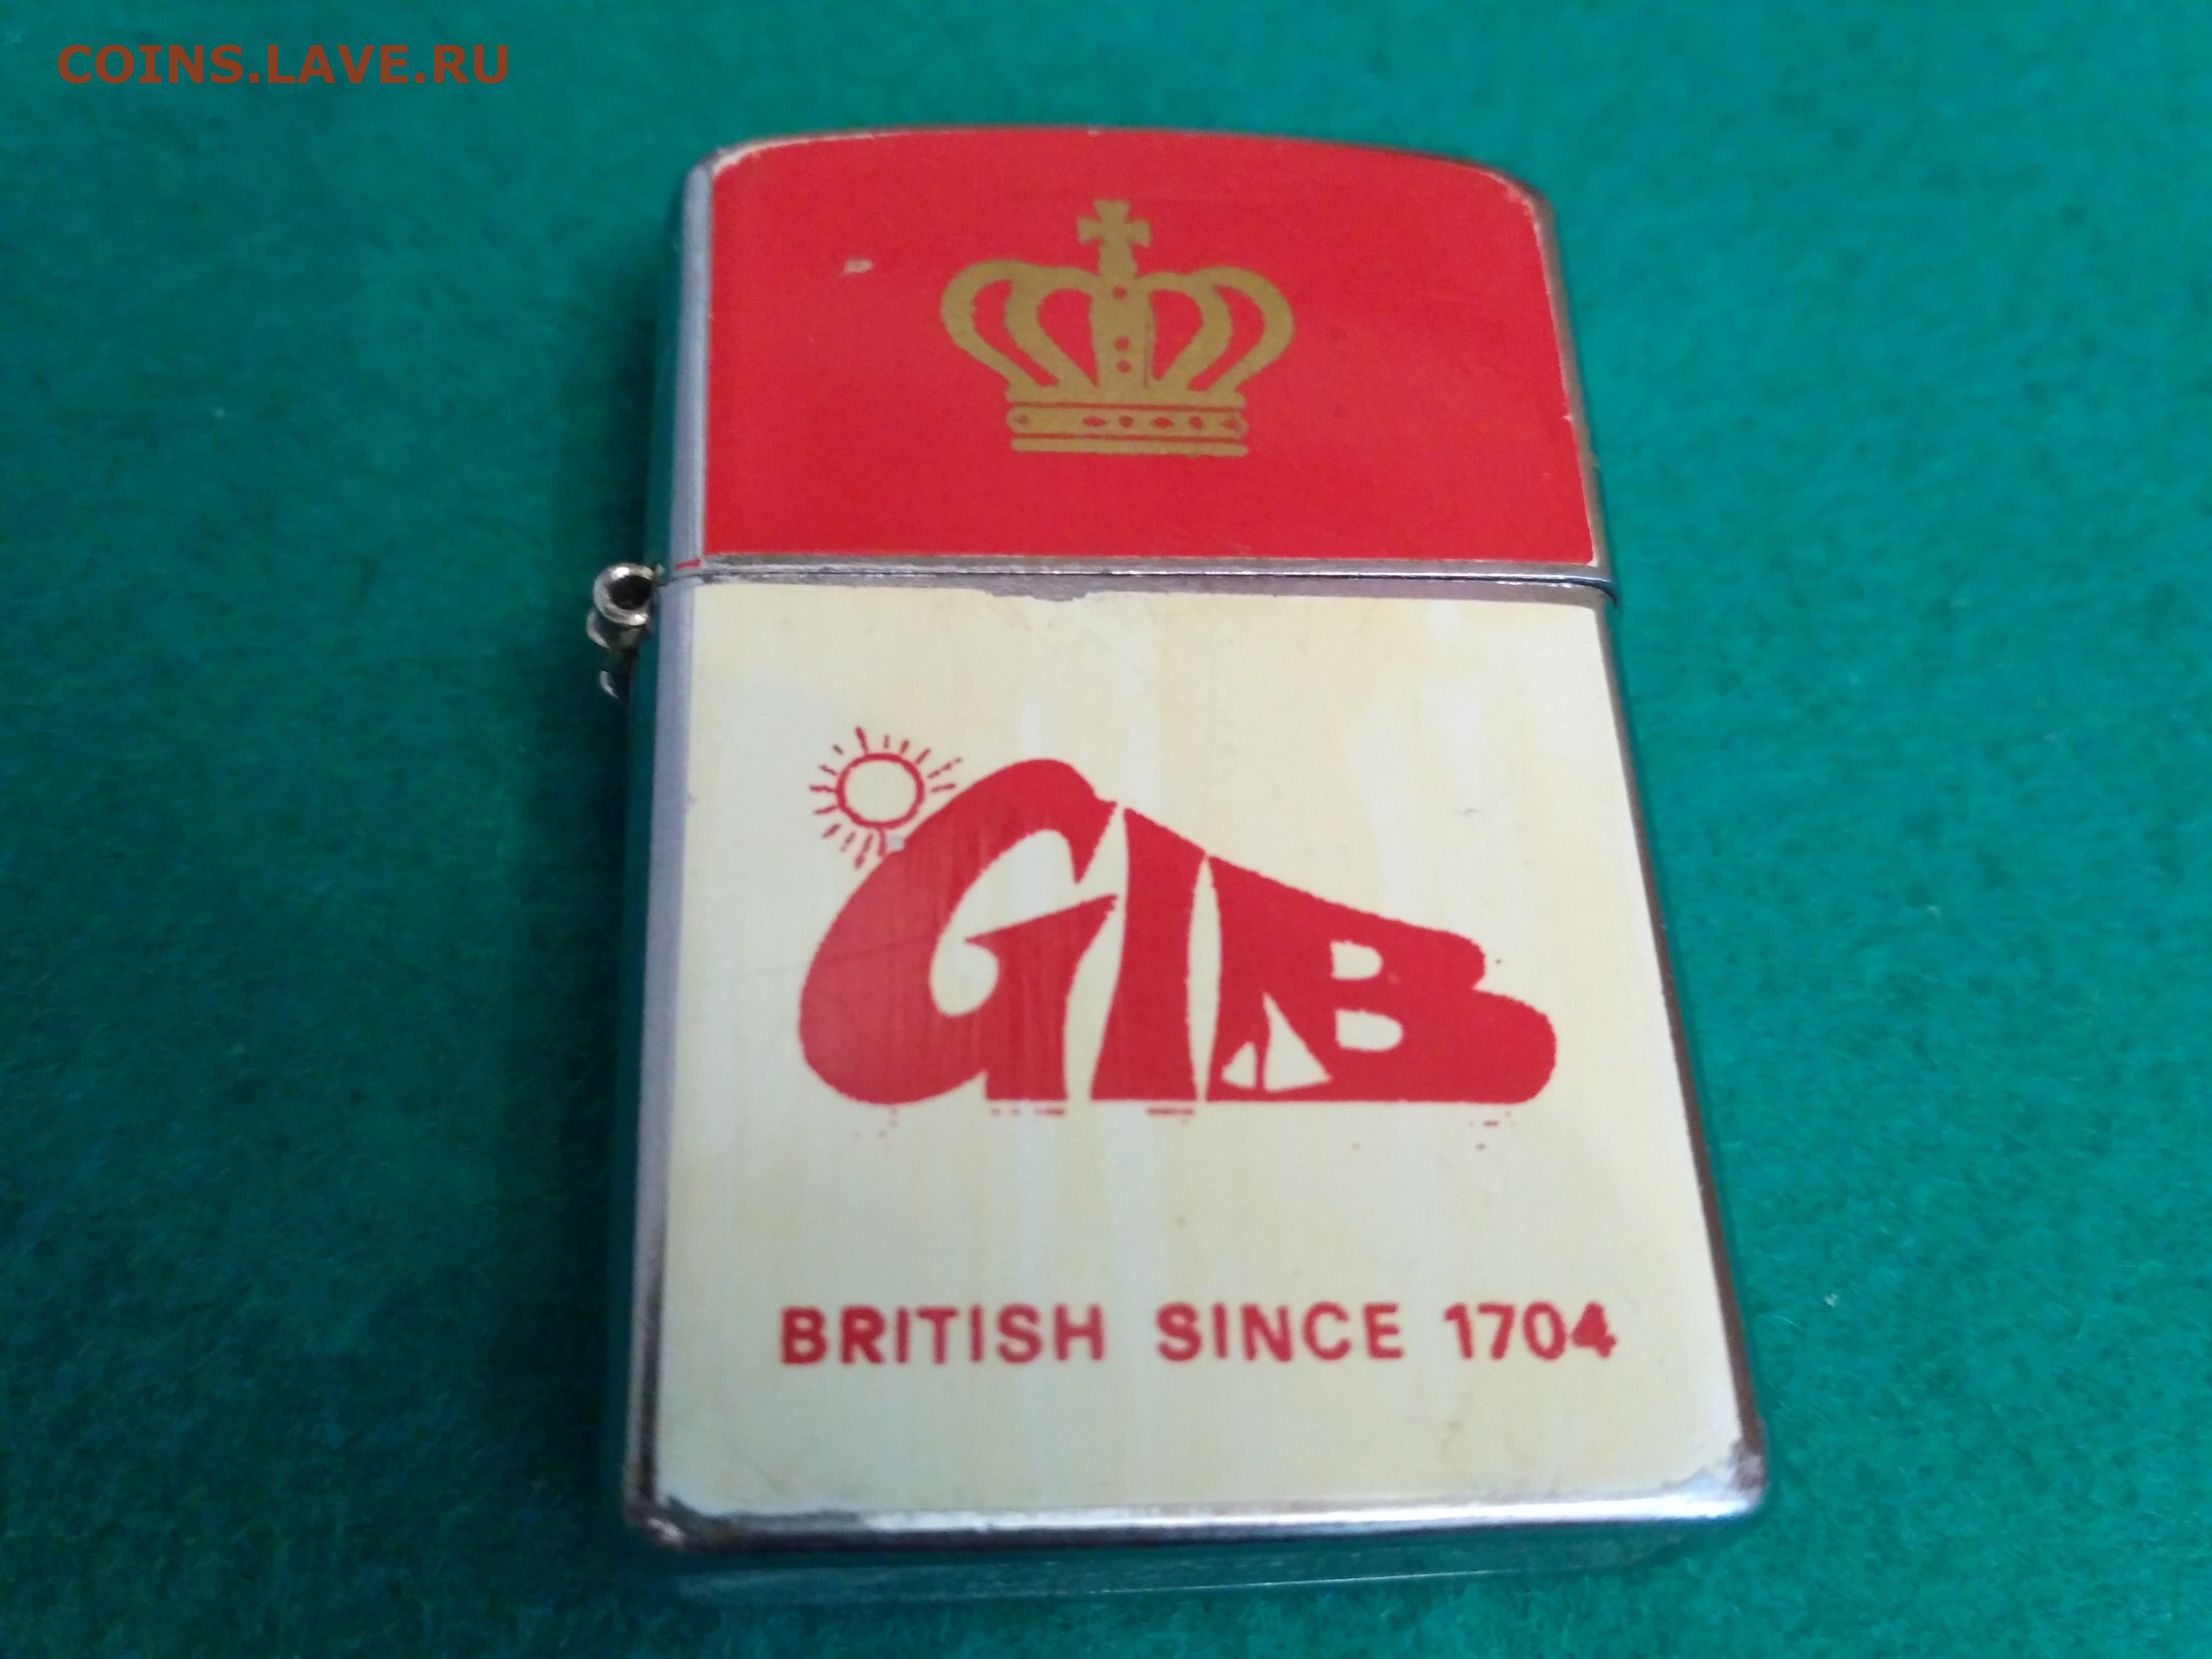 COINS.LAVE.RU
GIB
BRITISH SINCE 1704